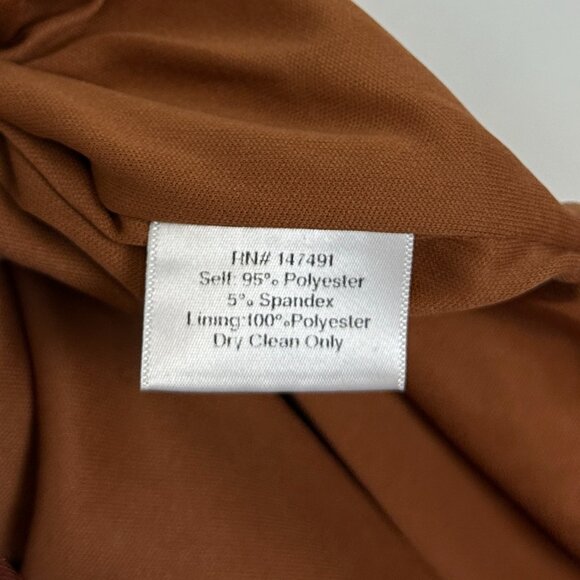 RN# 147491
Self: 95% Polyester
5% Spandex
Lining:100%Polyester
Dry Clean Only